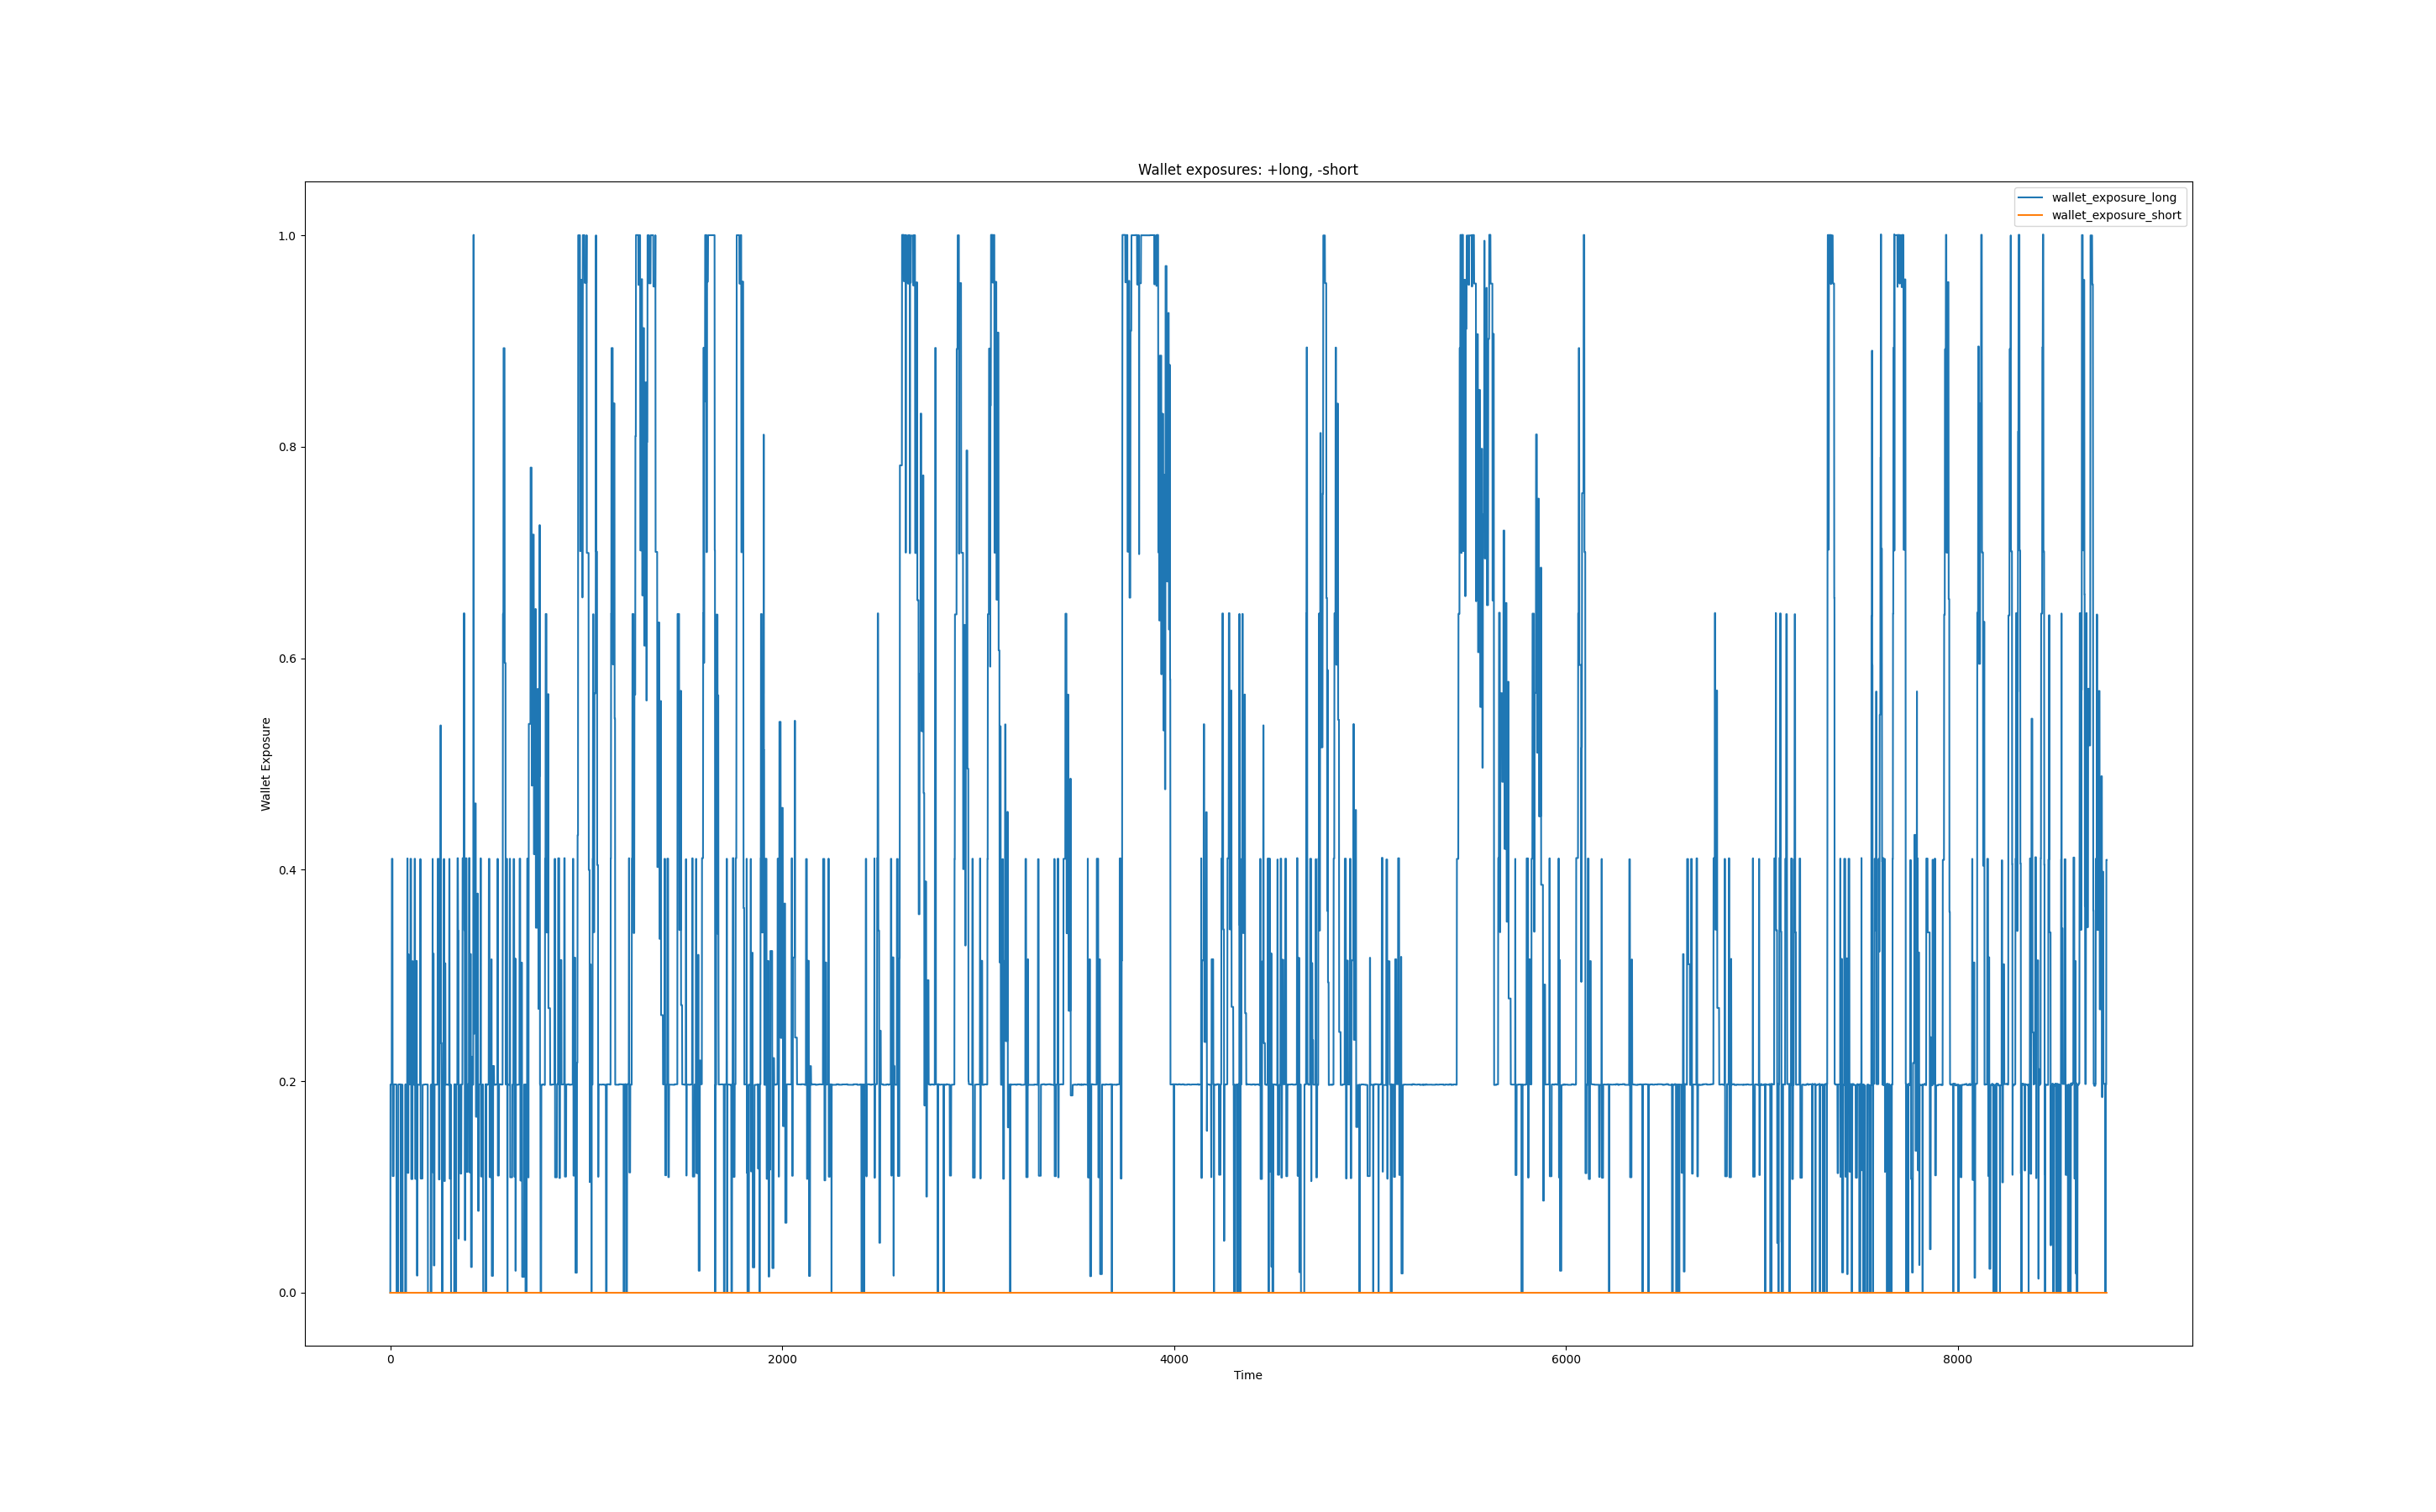 Wallet exposures: +long, -short
wallet_exposure_long
wallet_exposure_short
1.0
0.8
0.6
0.4
0.2
0.0
Wallet Exposure
0 2000 4000 6000 8000
Time